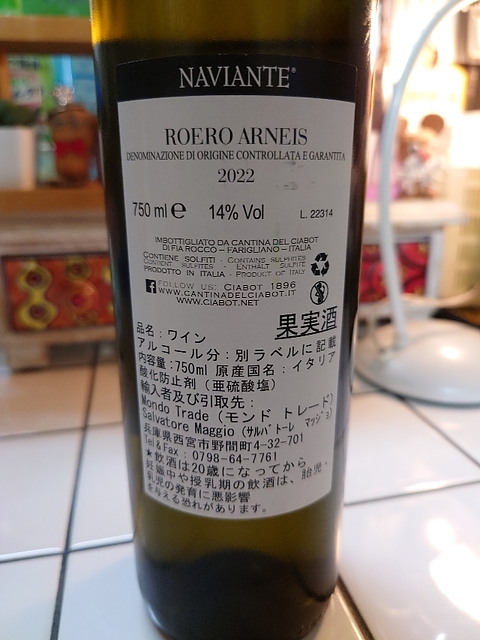 NAVIANTE®
ROERO ARNEIS
DENOMINAZIONE DI ORIGINE CONTROLLATA E GARANTITA
2022
750 ml e 14% Vol L. 22314
IMBOTTIGLIATO DA CANTINA DEL CIABOT
DI FIA ROCCO – FARIGLIANO – ITALIA
CONTIENE SOLFITI - CONTAINS SULPHITES
CONTIENT SULFITES - ENTHÄLT SULFITE
PRODOTTO IN ITALIA - PRODUCT OF ITALY
FOLLOW US: CIABOT 1896
WWW.CANTINADELCIABOT.IT
WWW.CIABOT.NET
果実酒
品名:ワイン
アルコール分:別ラベルに記載
内容量:750ml 原産国名:イタリア
酸化防止剤(亜硫酸塩)
輸入者及び引取先:
Mondo Trade (モンド トレード)
Salvatore Maggio (サルバトーレ マッジョ)
兵庫県西宮市野間町4-32-701
Tel&Fax : 0798-64-7761
★飲酒は20歳になってから
妊娠中や授乳期の飲酒は、胎児・
乳児の発育に悪影響
を与える恐れがあります。